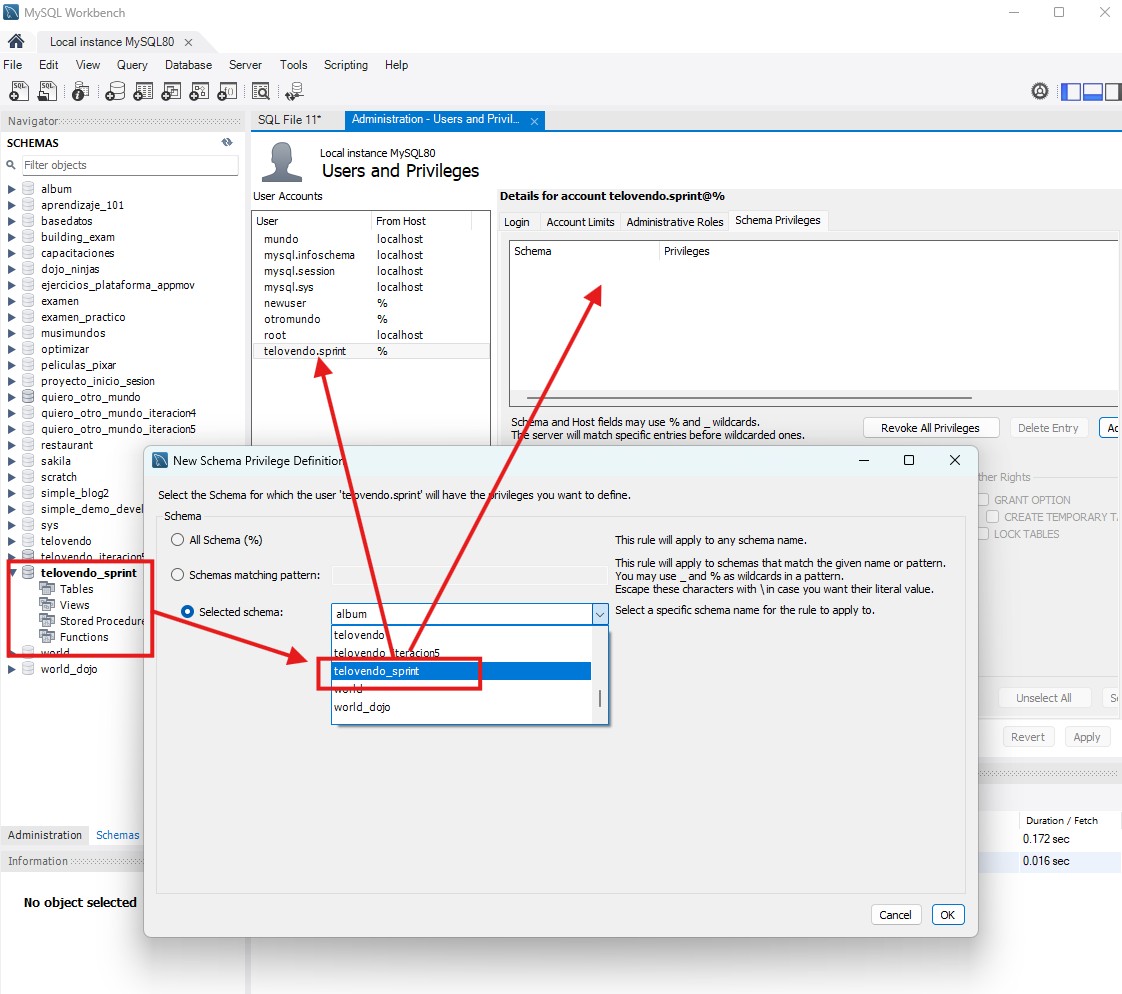 MySQL Workbench
Local instance MySQL80
File Edit View Query Database Server Tools Scripting Help
Navigator
SCHEMAS
Filter objects
album
aprendizaje_101
basedatos
building_exam
capacitaciones
dojo_ninjas
ejercicios_plataforma_appmov
examen
examen_practico
musimundos
optimizar
peliculas_pixar
proyecto_inicio_sesion
quiero_otro_mundo
quiero_otro_mundo_iteracion4
quiero_otro_mundo_iteracion5
restaurant
sakila
scratch
simple_blog2
simple_demo_devel
sys
telovendo
telovendo_iteracion5
telovendo_sprint
Tables
Views
Stored Procedure
Functions
world
world_dojo
Administration Schemas
Information
No object selected
SQL File 11*
Administration - Users and Privil...
Local instance MySQL80
Users and Privileges
User Accounts
User From Host
mundo localhost
mysql.infoschema localhost
mysql.session localhost
mysql.sys localhost
newuser %
otromundo %
root localhost
telovendo.sprint %
Details for account telovendo.sprint@%
Login Account Limits Administrative Roles Schema Privileges
Schema Privileges
Schema and Host fields may use % and _ wildcards.
The server will match specific entries before wildcarded ones.
Revoke All Privileges Delete Entry Ac
her Rights
GRANT OPTION
CREATE TEMPORARY T
LOCK TABLES
Unselect All
Revert Apply
Duration / Fetch
0.172 sec
0.016 sec
New Schema Privilege Definition
Select the Schema for which the user 'telovendo.sprint' will have the privileges you want to define.
Schema
All Schema (%)
This rule will apply to any schema name.
Schemas matching pattern:
This rule will apply to schemas that match the given name or pattern.
You may use _ and % as wildcards in a pattern.
Escape these characters with \ in case you want their literal value.
Selected schema:
album
Select a specific schema name for the rule to apply to.
telovendo
telovendo_iteracion5
telovendo_sprint
world
world_dojo
Cancel OK